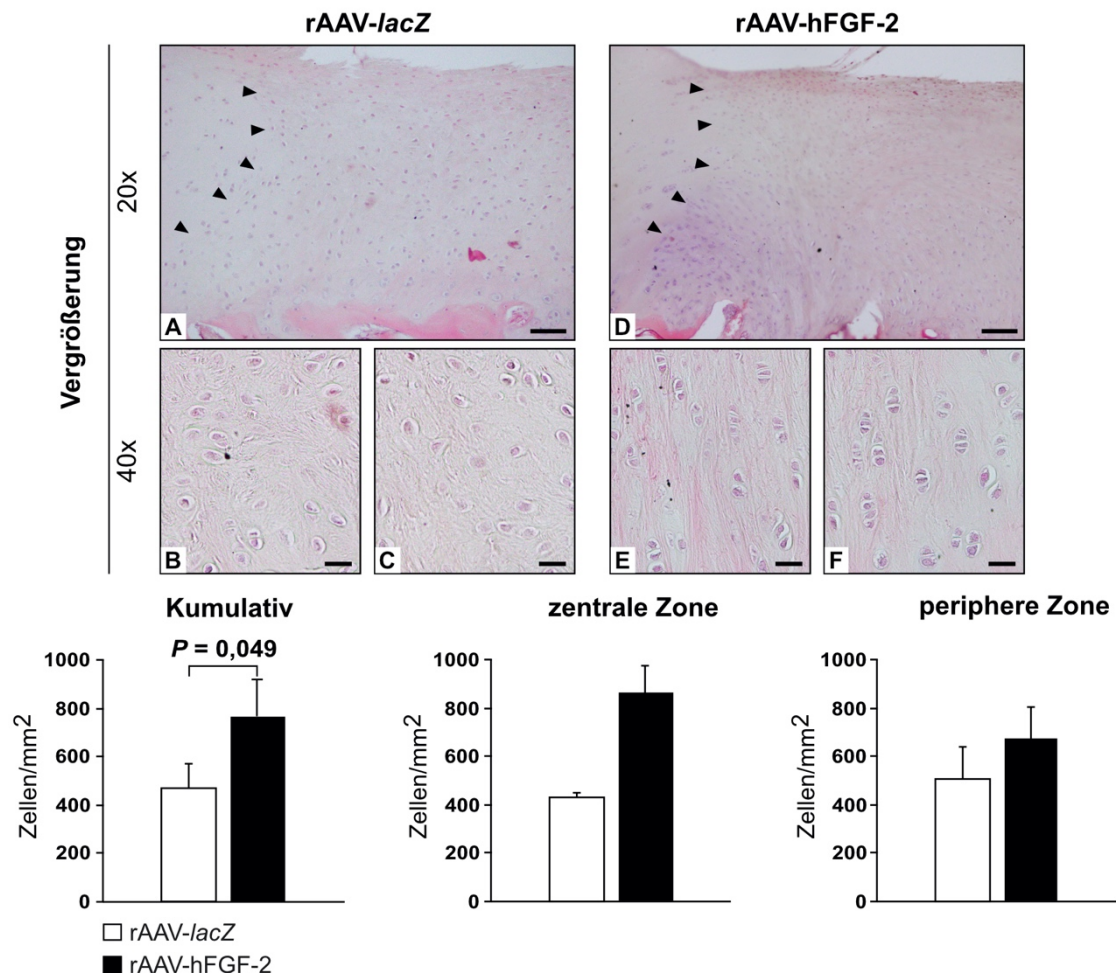 rAAV-lacZ
rAAV-hFGF-2
Vergrößerung
20x
40x
A
D
B
C
E
F
Kumulativ
P = 0,049
Zellen/mm2
1000
800
600
400
200
0
zentrale Zone
Zellen/mm2
1000
800
600
400
200
0
periphere Zone
Zellen/mm2
1000
800
600
400
200
0
rAAV-lacZ
rAAV-hFGF-2